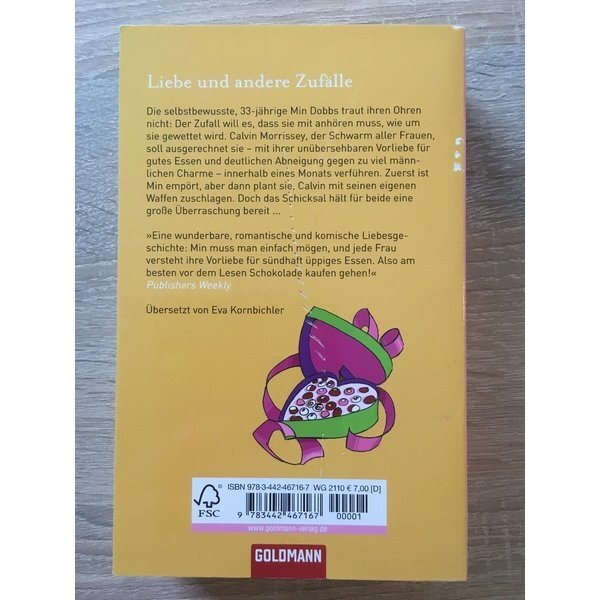 Liebe und andere Zufälle
Die selbstbewusste, 33-jährige Min Dobbs traut ihren Ohren
nicht: Der Zufall will es, dass sie mit anhören muss, wie um
sie gewettet wird. Calvin Morrissey, der Schwarm aller Frauen,
soll ausgerechnet sie – mit ihrer unübersehbaren Vorliebe für
gutes Essen und deutlichen Abneigung gegen zu viel männ-
lichen Charme – innerhalb eines Monats verführen. Zuerst ist
Min empört, aber dann plant sie, Calvin mit seinen eigenen
Waffen zuschlagen. Doch das Schicksal hält für beide eine
große Überraschung bereit ...
»Eine wunderbare, romantische und komische Liebesge-
schichte: Min muss man einfach mögen, und jede Frau
versteht ihre Vorliebe für sündhaft üppiges Essen. Also am
besten vor dem Lesen Schokolade kaufen gehen!«
Publishers Weekly
Übersetzt von Eva Kornbichler
ISBN 978-3-442-46716-7 WG 2110 € 7,00 [D]
FSC
9 783442 467167 00001
www.goldmann-verlag.de
GOLDMANN